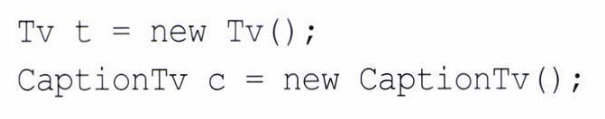 Tv t = new Tv();
CaptionTv c = new CaptionTv();